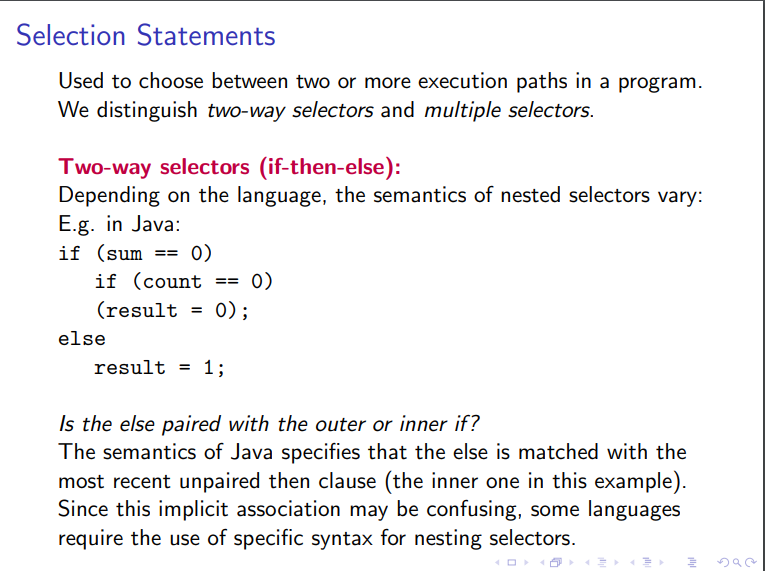 Selection Statements
Used to choose between two or more execution paths in a program.
We distinguish two-way selectors and multiple selectors.
Two-way selectors (if-then-else):
Depending on the language, the semantics of nested selectors vary:
E.g. in Java:
if (sum == 0)
   if (count == 0)
   (result = 0);
else
   result = 1;
Is the else paired with the outer or inner if?
The semantics of Java specifies that the else is matched with the
most recent unpaired then clause (the inner one in this example).
Since this implicit association may be confusing, some languages
require the use of specific syntax for nesting selectors.